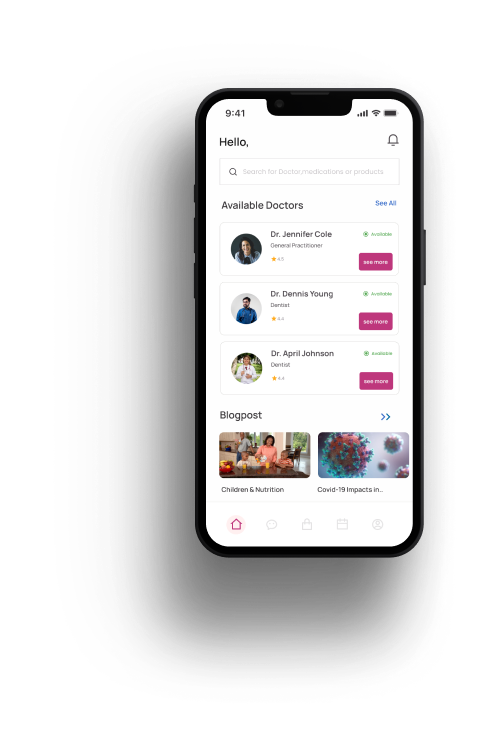 9:41
Hello,
Search for Doctor,medications or products
Available Doctors
See All
Dr. Jennifer Cole
Available
General Practitioner
4.5
see more
Dr. Dennis Young
Available
Dentist
4.4
see more
Dr. April Johnson
Available
Dentist
4.4
see more
Blogpost
Children & Nutrition
Covid-19 Impacts in..